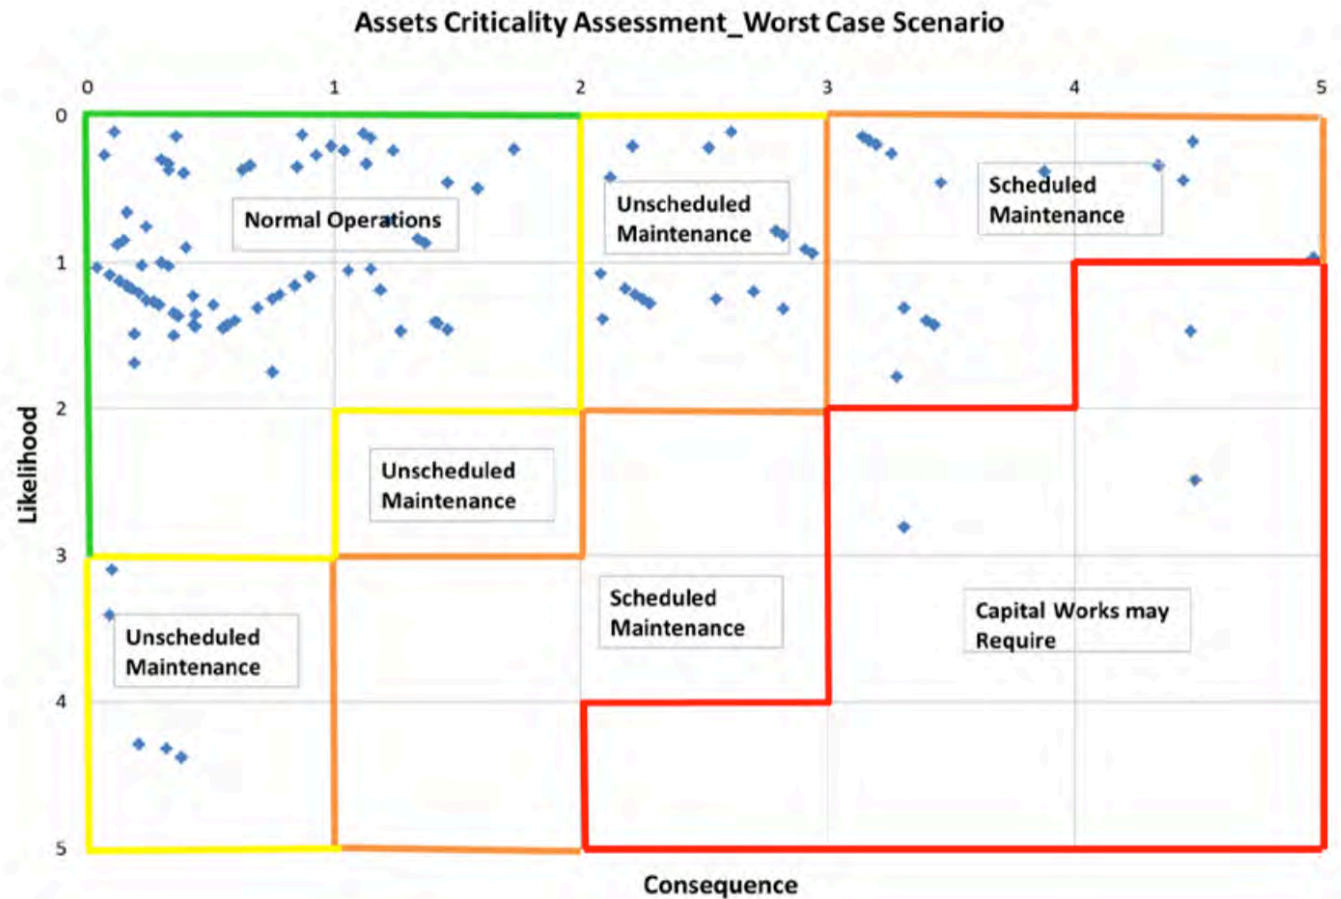 Assets Criticality Assessment_Worst Case Scenario
0 1 2 3 4 5
0
Normal Operations
Unscheduled
Maintenance
Scheduled
Maintenance
1
2
Likelihood
Unscheduled
Maintenance
3
Unscheduled
Maintenance
Scheduled
Maintenance
Capital Works may
Require
4
5
Consequence